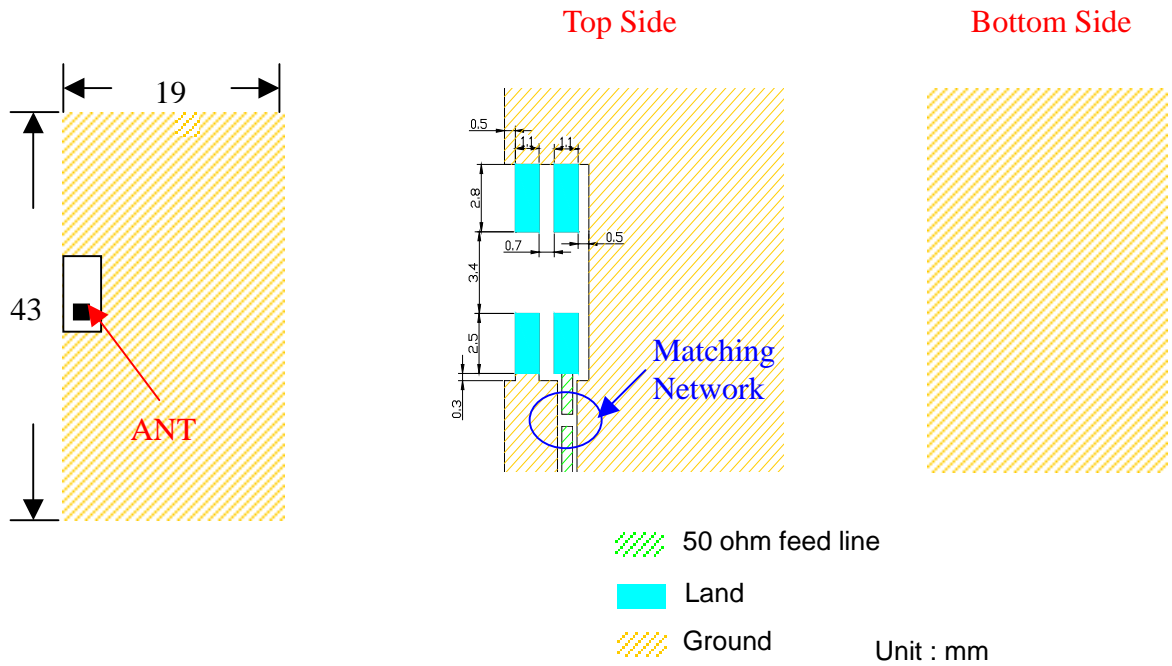 Top Side
Bottom Side
19
43
ANT
0.5
1.1
1.1
2.8
0.7
0.5
3.4
2.5
0.3
Matching
Network
50 ohm feed line
Land
Ground
Unit : mm